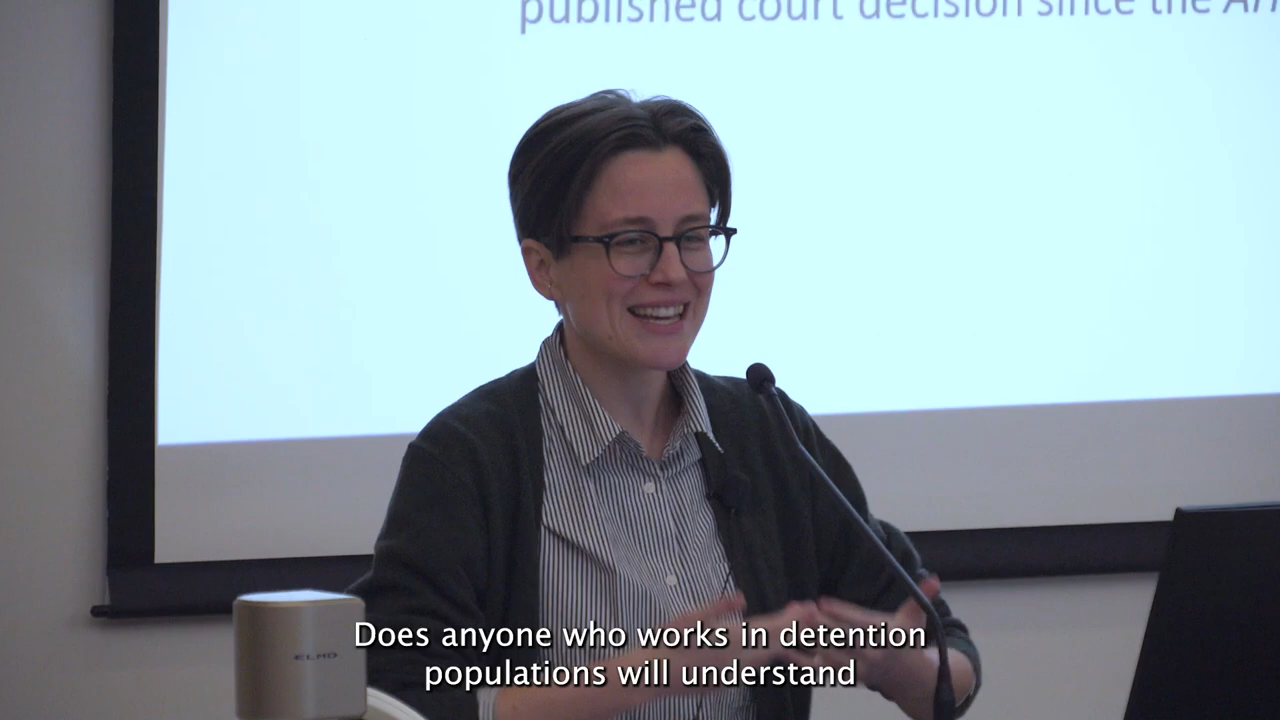 published court decision since the
ELMO
Does anyone who works in detention
populations will understand